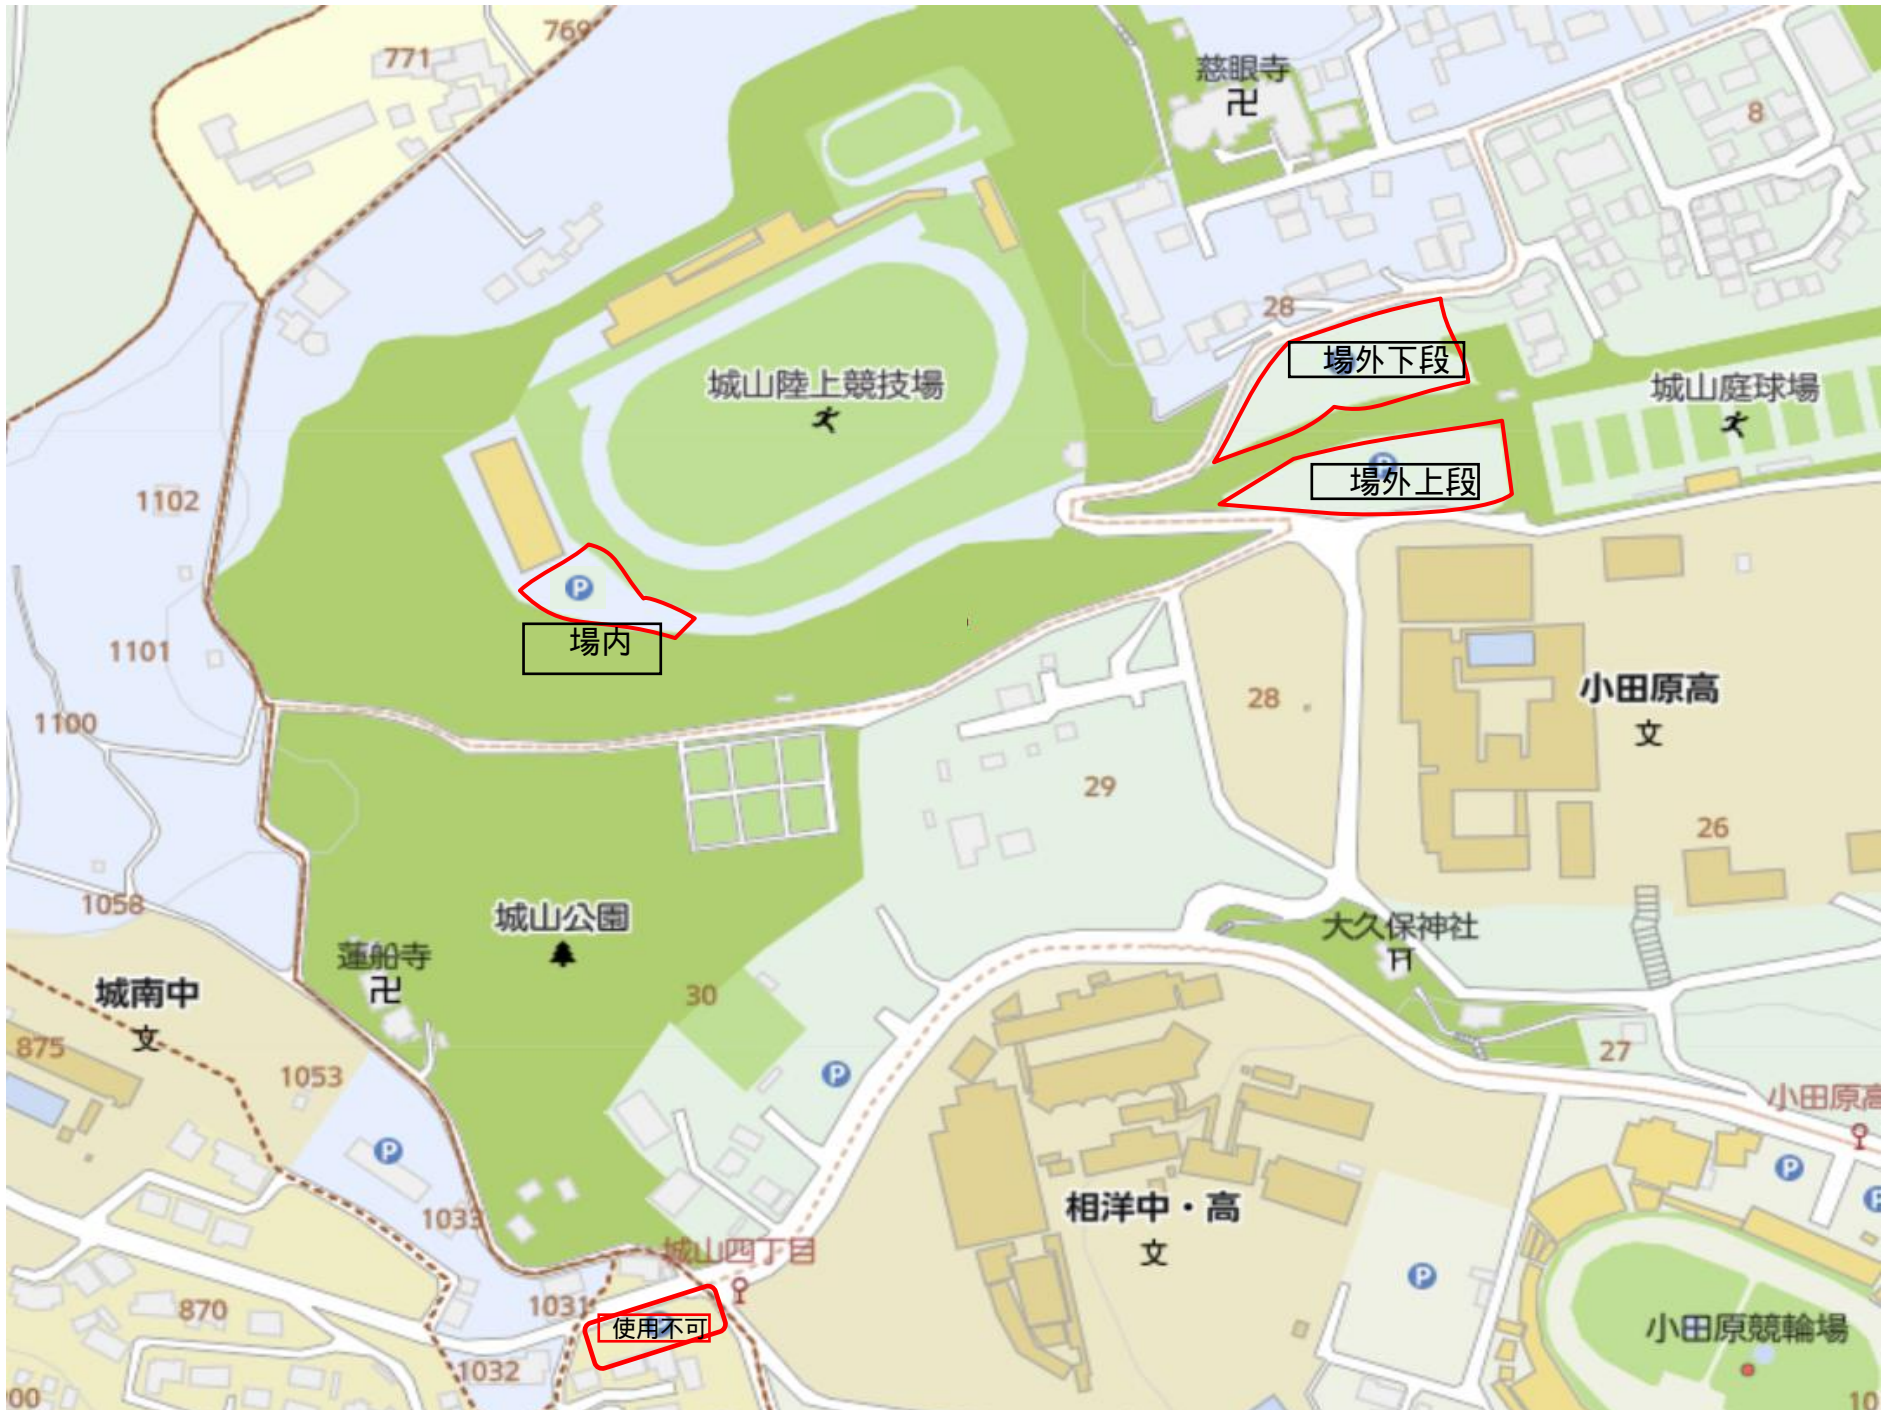 769
771
慈眼寺
8
28
場外下段
城山陸上競技場
城山庭球場
P
場外上段
1102
P
場内
1101
小田原高
文
28
1100
29
26
1058
城山公園
大久保神社
蓮船寺
城南中
文
30
875
27
1053
P
小田原高
P
P
P
相洋中・高
文
1033
城山四丁目
P
1031
870
使用不可
小田原競輪場
1032
00
10